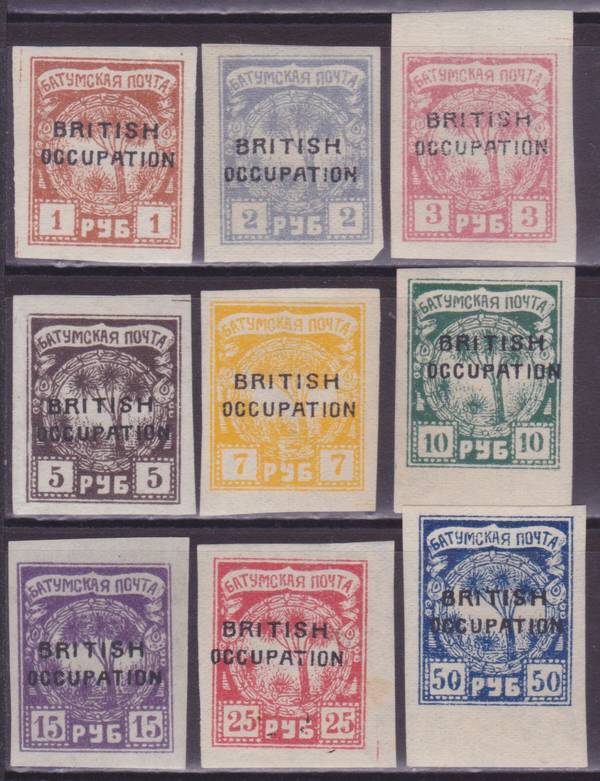 БАТУМСКАЯ ПОЧТА
BRITISH
OCCUPATION
1 РУБ 1
БАТУМСКАЯ ПОЧТА
BRITISH
OCCUPATION
2 РУБ 2
БАТУМСКАЯ ПОЧТА
BRITISH
OCCUPATION
3 РУБ 3
БАТУМСКАЯ ПОЧТА
BRITISH
OCCUPATION
5 РУБ 5
БАТУМСКАЯ ПОЧТА
BRITISH
OCCUPATION
7 РУБ 7
БАТУМСКАЯ ПОЧТА
BRITISH
OCCUPATION
10 РУБ 10
БАТУМСКАЯ ПОЧТА
BRITISH
OCCUPATION
15 РУБ 15
БАТУМСКАЯ ПОЧТА
BRITISH
OCCUPATION
25 РУБ 25
БАТУМСКАЯ ПОЧТА
BRITISH
OCCUPATION
50 РУБ 50